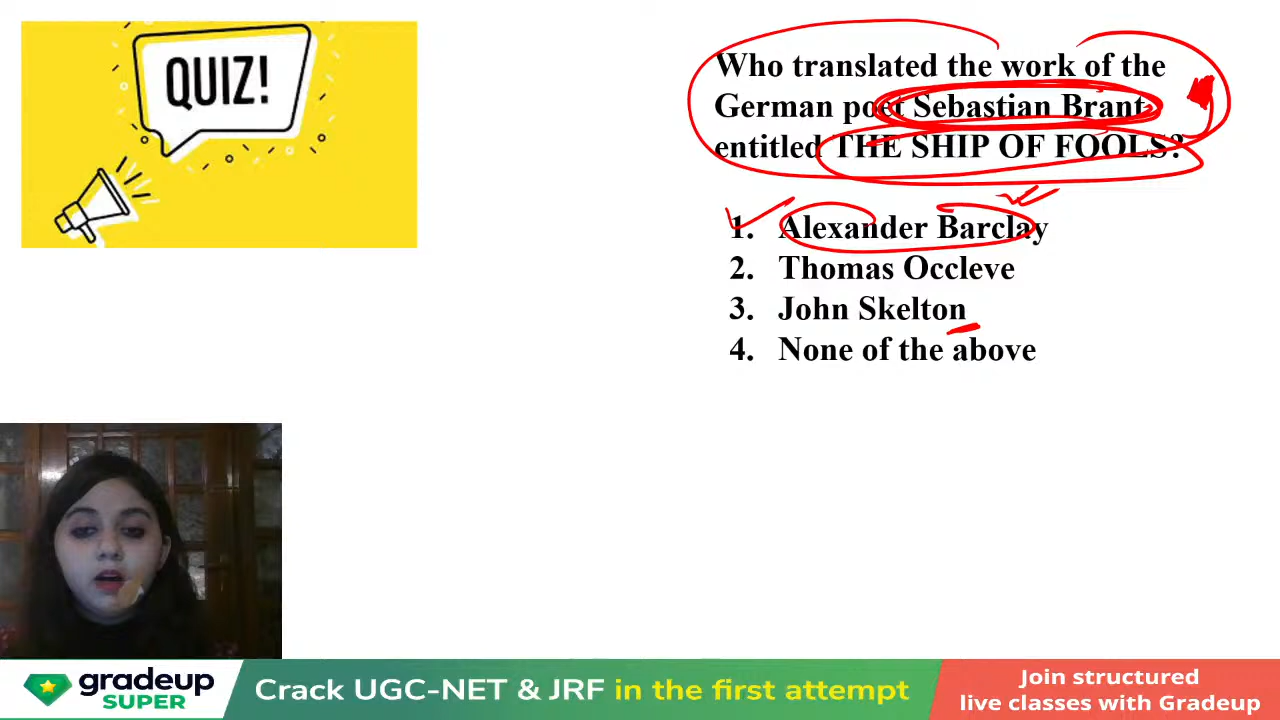 QUIZ!
Who translated the work of the
German poet Sebastian Brant
entitled THE SHIP OF FOOLS?
1. Alexander Barclay
2. Thomas Occleve
3. John Skelton
4. None of the above
gradeup
SUPER
Crack UGC-NET & JRF in the first attempt
Join structured
live classes with Gradeup